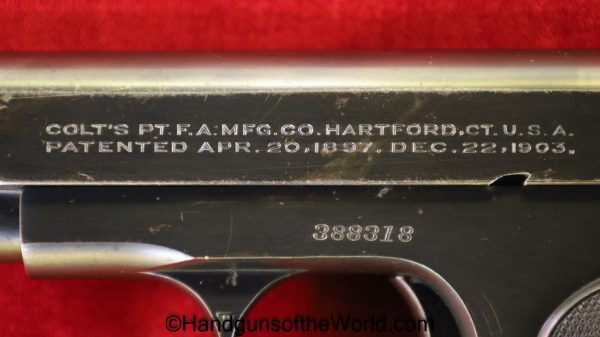 COLT'S PT. F.A. MFG. CO. HARTFORD, CT. U.S.A.
PATENTED APR. 20, 1897. DEC. 22, 1903.
388318
©HandgunsoftheWorld.com